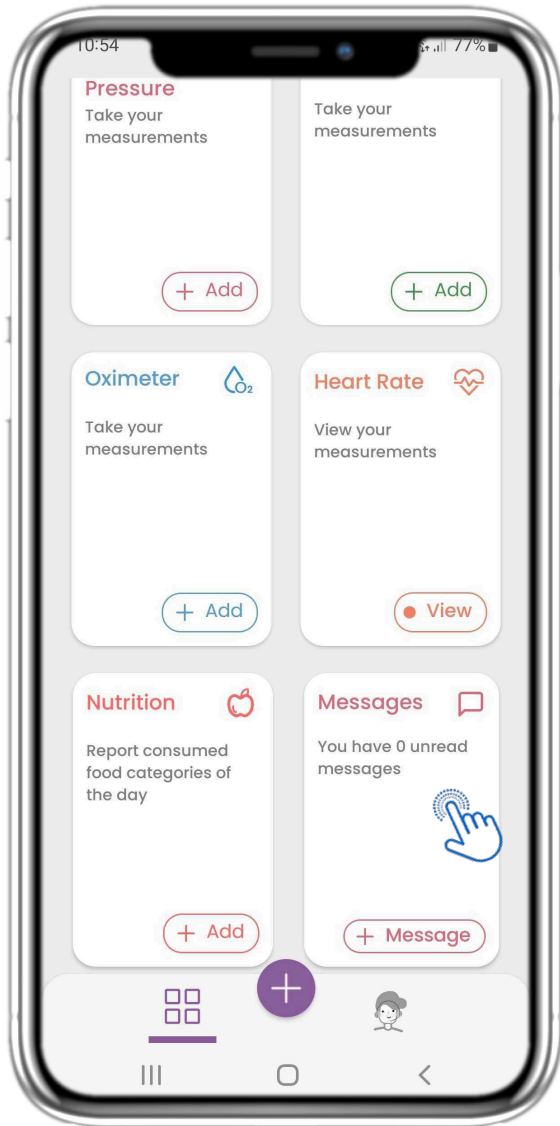 10:54
77%
Pressure
Take your
measurements
Take your
measurements
+ Add
+ Add
Oximeter
O2
Heart Rate
Take your
measurements
View your
measurements
+ Add
View
Nutrition
Messages
Report consumed
food categories of
the day
You have 0 unread
messages
+ Add
+ Message